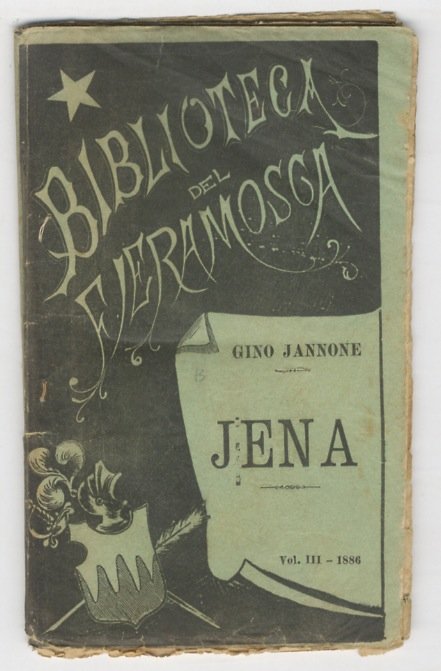 BIBLIOTECA
DEL
FIERAMOSCA
GINO JANNONE
JENA
Vol. III - 1886